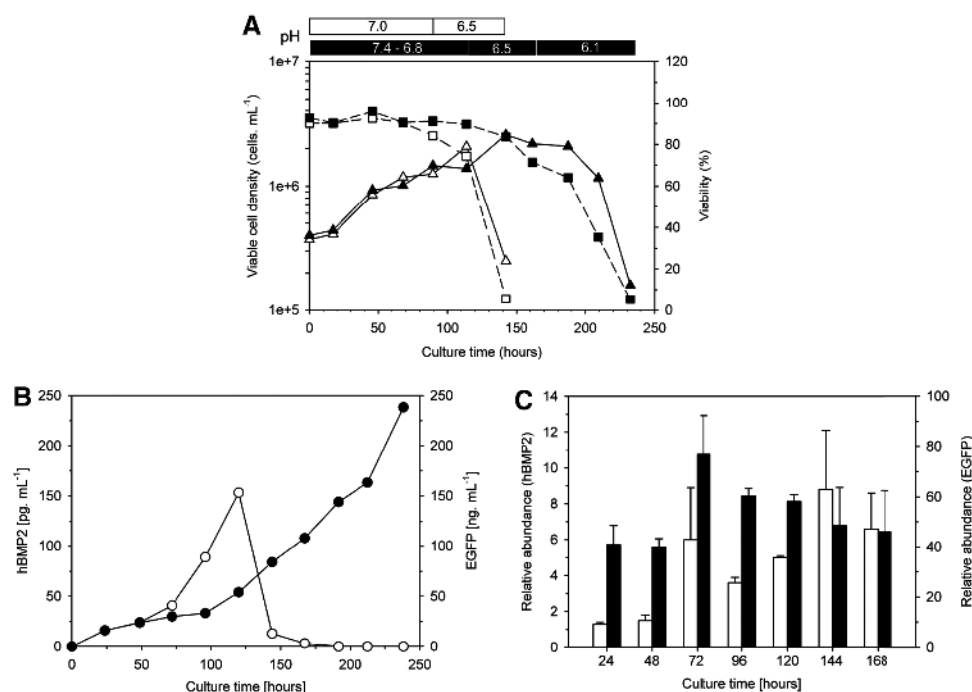 A
7.0 6.5
pH 7.4 - 6.8 6.5 6.1
1e+7 120
100
80
1e+6 60
40
20
1e+5 0
Viable cell density (cells. mL-1)
Viability (%)
0 50 100 150 200 250
Culture time (hours)
B
250 250
200 200
150 150
100 100
50 50
0 0
hBMP2 [pg. mL-1]
EGFP [ng. mL-1]
0 50 100 150 200 250
Culture time [hours]
C
14 100
12
80
10
8 60
6 40
4
20
2
0 0
Relative abundance (hBMP2)
Relative abundance (EGFP)
24 48 72 96 120 144 168
Culture time [hours]